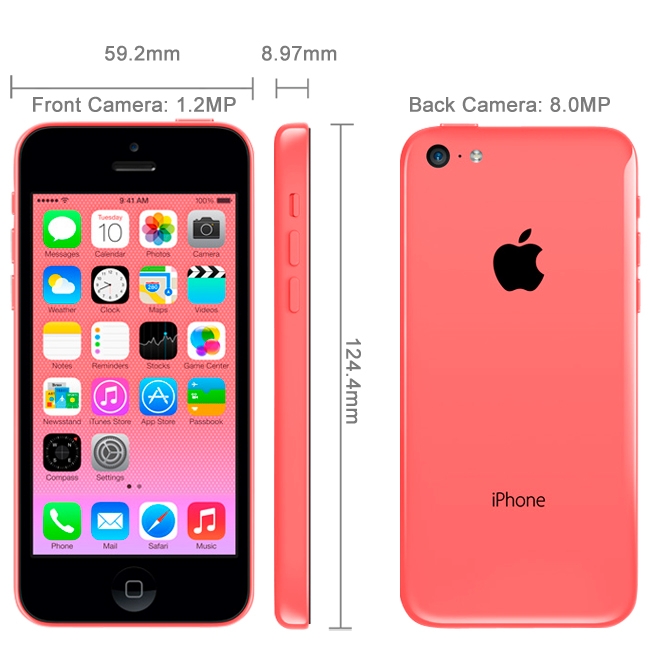 59.2mm
8.97mm
Front Camera: 1.2MP
Back Camera: 8.0MP
9:41 AM
100%
Tuesday
10
Messages
Calendar
Photos
Camera
280
Weather
Clock
Maps
Videos
Notes
Reminders
Stocks
Game Center
Newsstand
iTunes Store
App Store
Passbook
Compass
Settings
Phone
Mail
Safari
Music
124.4mm
iPhone